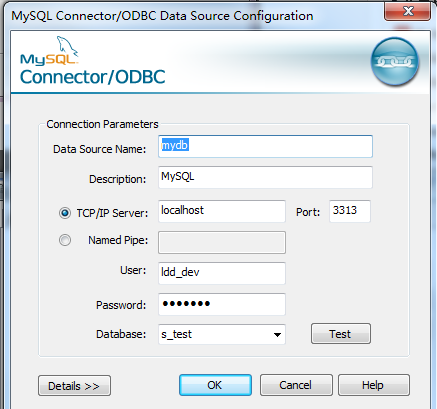 MySQL Connector/ODBC Data Source Configuration
MySQL
Connector/ODBC
Connection Parameters
Data Source Name: mydb
Description: MySQL
TCP/IP Server: localhost Port: 3313
Named Pipe:
User: ldd_dev
Password: •••••••
Database: s_test Test
Details >> OK Cancel Help